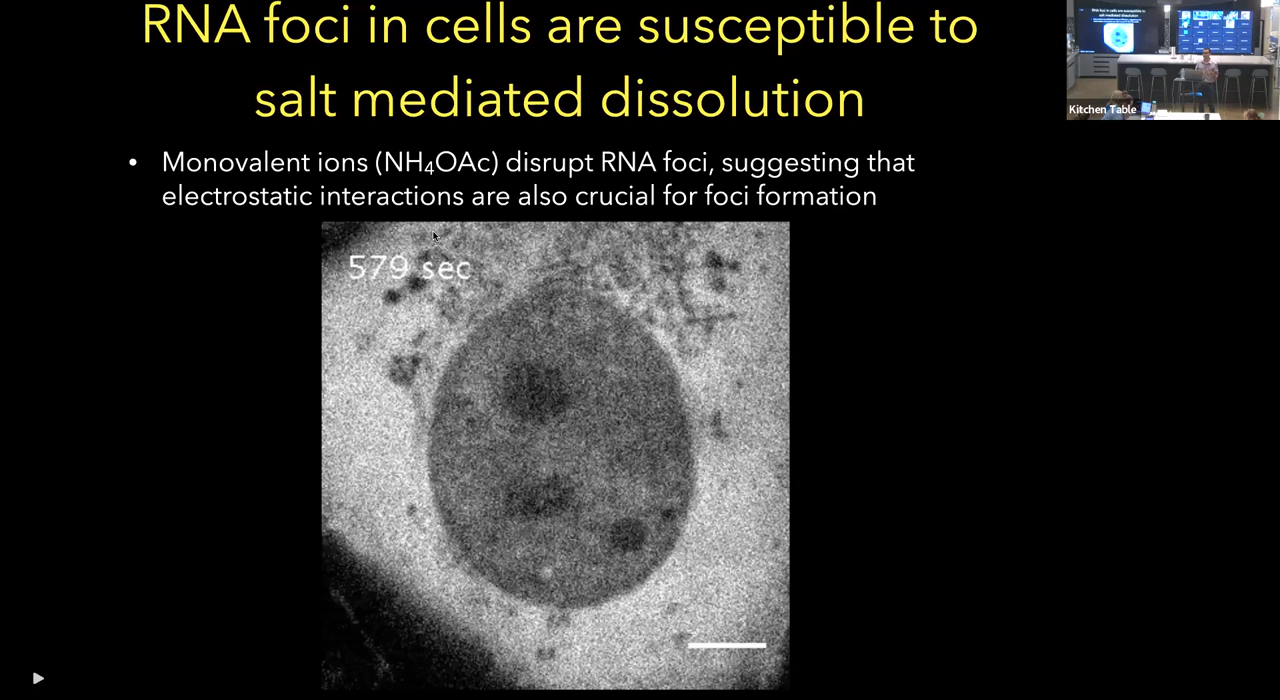 RNA foci in cells are susceptible to
salt mediated dissolution
Kitchen Table
• Monovalent ions (NH₄OAc) disrupt RNA foci, suggesting that
electrostatic interactions are also crucial for foci formation
579 sec